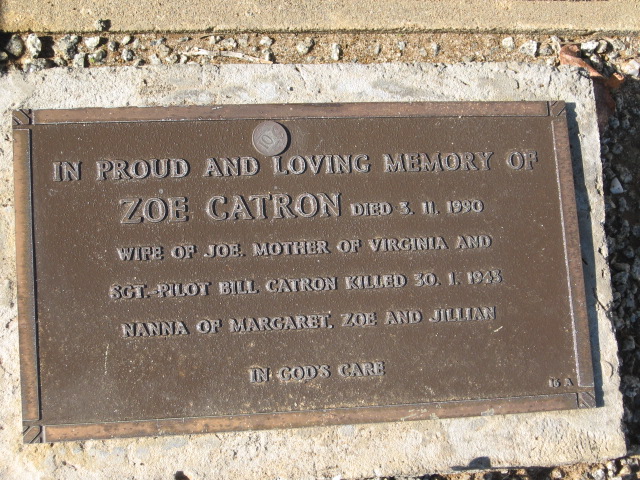 IN PROUD AND LOVING MEMORY OF
ZOE CATRON DIED 3. 11. 1990
WIFE OF JOE. MOTHER OF VIRGINIA AND
SGT.-PILOT BILL CATRON KILLED 30. 1. 1943
NANNA OF MARGARET, ZOE AND JILLIAN
IN GOD'S CARE
16 A